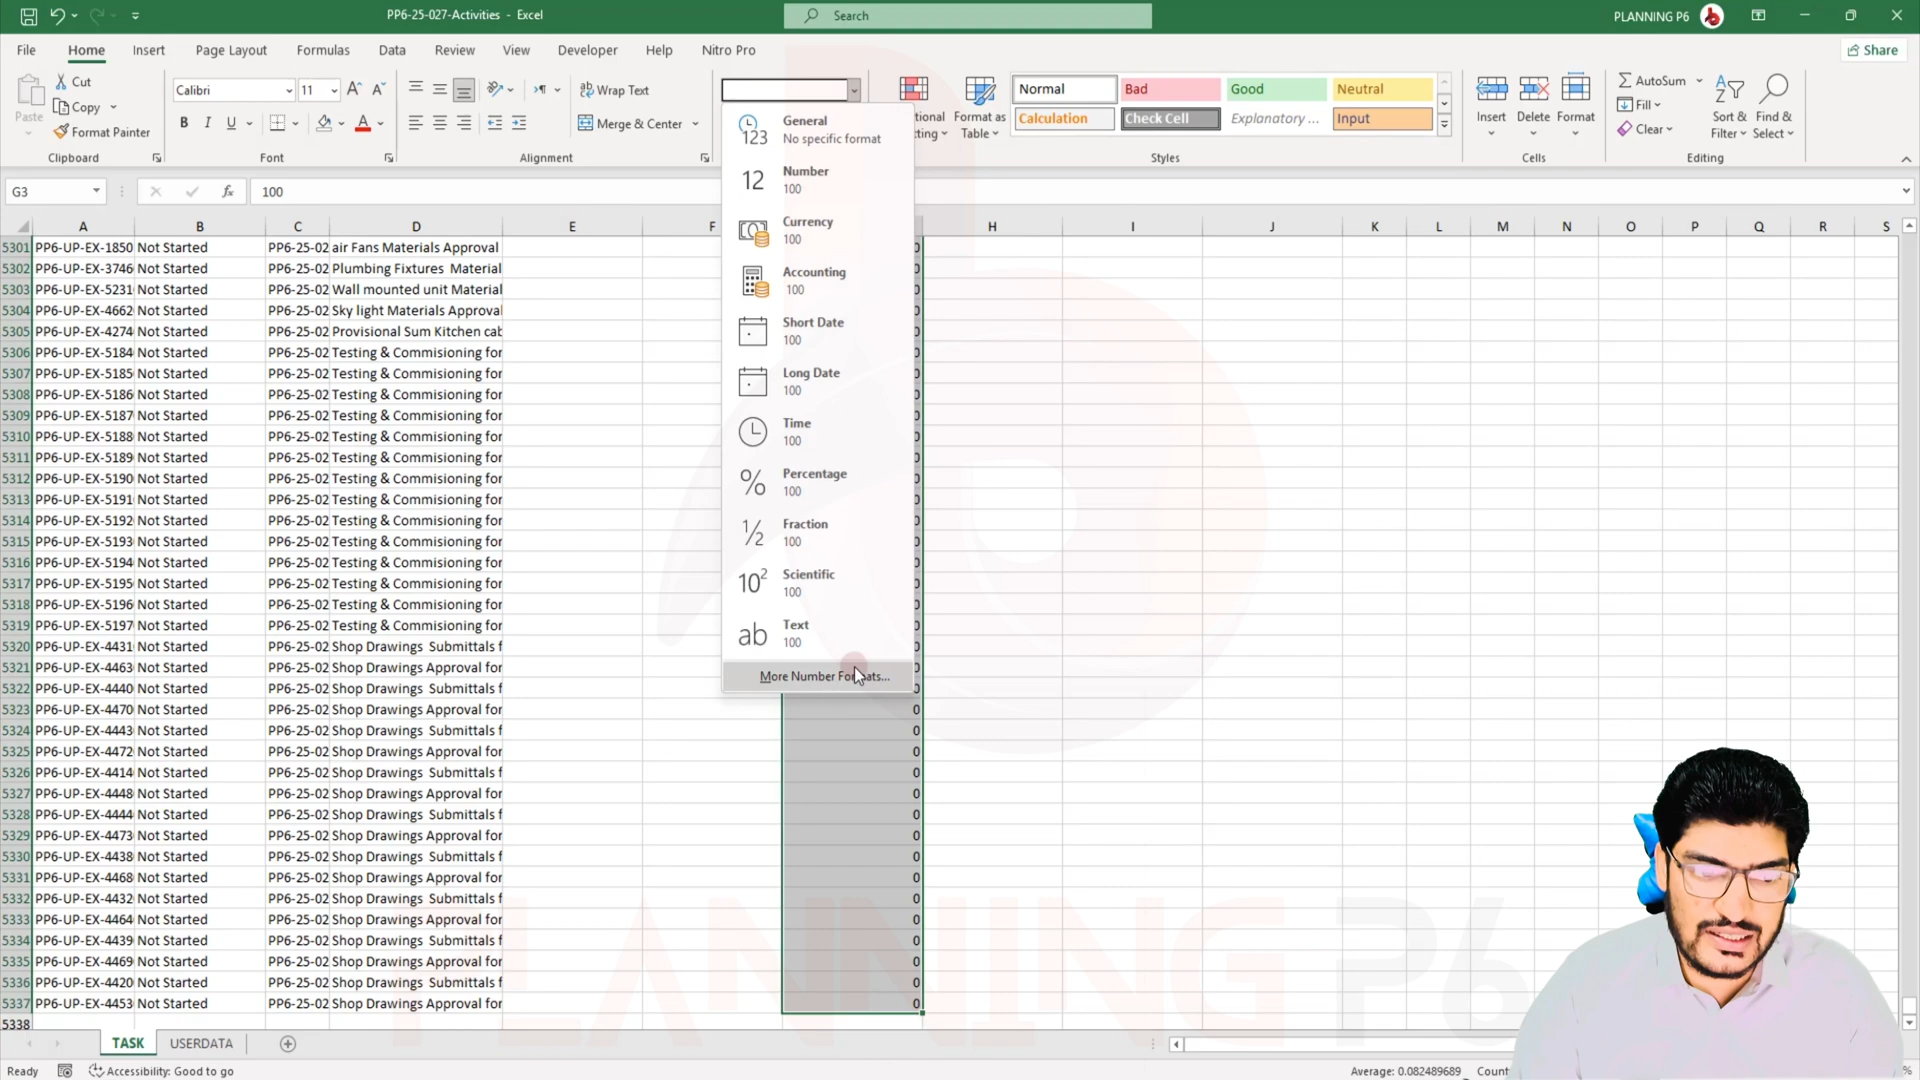 PP6-25-027-Activities - Excel
Search
PLANNING P6
File Home Insert Page Layout Formulas Data Review View Developer Help Nitro Pro
Share
Cut
Copy
Format Painter
Paste
Clipboard
Calibri 11
B I U
Font
Wrap Text
Merge & Center
Alignment
Format as Table
Normal Bad Good Neutral
Calculation Check Cell Explanatory ... Input
Styles
Insert Delete Format
Cells
AutoSum
Fill
Clear
Sort & Filter
Find & Select
Editing
G3
fx
100
General
No specific format
Number
100
Currency
100
Accounting
100
Short Date
100
Long Date
100
Time
100
Percentage
100
Fraction
100
Scientific
100
Text
100
More Number Formats...
A B C D E F H I J K L M N O P Q R S
5301 PP6-UP-EX-1850 Not Started PP6-25-02 air Fans Materials Approval
5302 PP6-UP-EX-3746 Not Started PP6-25-02 Plumbing Fixtures Material
5303 PP6-UP-EX-5231 Not Started PP6-25-02 Wall mounted unit Material
5304 PP6-UP-EX-4662 Not Started PP6-25-02 Sky light Materials Approval
5305 PP6-UP-EX-4274 Not Started PP6-25-02 Provisional Sum Kitchen cab
5306 PP6-UP-EX-5184 Not Started PP6-25-02 Testing & Commisioning for
5307 PP6-UP-EX-5185 Not Started PP6-25-02 Testing & Commisioning for
5308 PP6-UP-EX-5186 Not Started PP6-25-02 Testing & Commisioning for
5309 PP6-UP-EX-5187 Not Started PP6-25-02 Testing & Commisioning for
5310 PP6-UP-EX-5188 Not Started PP6-25-02 Testing & Commisioning for
5311 PP6-UP-EX-5189 Not Started PP6-25-02 Testing & Commisioning for
5312 PP6-UP-EX-5190 Not Started PP6-25-02 Testing & Commisioning for
5313 PP6-UP-EX-5191 Not Started PP6-25-02 Testing & Commisioning for
5314 PP6-UP-EX-5192 Not Started PP6-25-02 Testing & Commisioning for
5315 PP6-UP-EX-5193 Not Started PP6-25-02 Testing & Commisioning for
5316 PP6-UP-EX-5194 Not Started PP6-25-02 Testing & Commisioning for
5317 PP6-UP-EX-5195 Not Started PP6-25-02 Testing & Commisioning for
5318 PP6-UP-EX-5196 Not Started PP6-25-02 Testing & Commisioning for
5319 PP6-UP-EX-5197 Not Started PP6-25-02 Testing & Commisioning for
5320 PP6-UP-EX-4431 Not Started PP6-25-02 Shop Drawings Submittals f
5321 PP6-UP-EX-4463 Not Started PP6-25-02 Shop Drawings Approval for
5322 PP6-UP-EX-4440 Not Started PP6-25-02 Shop Drawings Submittals f 0
5323 PP6-UP-EX-4470 Not Started PP6-25-02 Shop Drawings Approval for 0
5324 PP6-UP-EX-4443 Not Started PP6-25-02 Shop Drawings Submittals f 0
5325 PP6-UP-EX-4472 Not Started PP6-25-02 Shop Drawings Approval for 0
5326 PP6-UP-EX-4414 Not Started PP6-25-02 Shop Drawings Submittals f 0
5327 PP6-UP-EX-4448 Not Started PP6-25-02 Shop Drawings Approval for 0
5328 PP6-UP-EX-4444 Not Started PP6-25-02 Shop Drawings Submittals f 0
5329 PP6-UP-EX-4473 Not Started PP6-25-02 Shop Drawings Approval for 0
5330 PP6-UP-EX-4438 Not Started PP6-25-02 Shop Drawings Submittals f 0
5331 PP6-UP-EX-4468 Not Started PP6-25-02 Shop Drawings Approval for 0
5332 PP6-UP-EX-4432 Not Started PP6-25-02 Shop Drawings Submittals f 0
5333 PP6-UP-EX-4464 Not Started PP6-25-02 Shop Drawings Approval for 0
5334 PP6-UP-EX-4439 Not Started PP6-25-02 Shop Drawings Submittals f 0
5335 PP6-UP-EX-4469 Not Started PP6-25-02 Shop Drawings Approval for 0
5336 PP6-UP-EX-4420 Not Started PP6-25-02 Shop Drawings Submittals f 0
5337 PP6-UP-EX-4453 Not Started PP6-25-02 Shop Drawings Approval for 0
5338
PLANNING P6
TASK USERDATA
Ready
Accessibility: Good to go
Average: 0.082489689